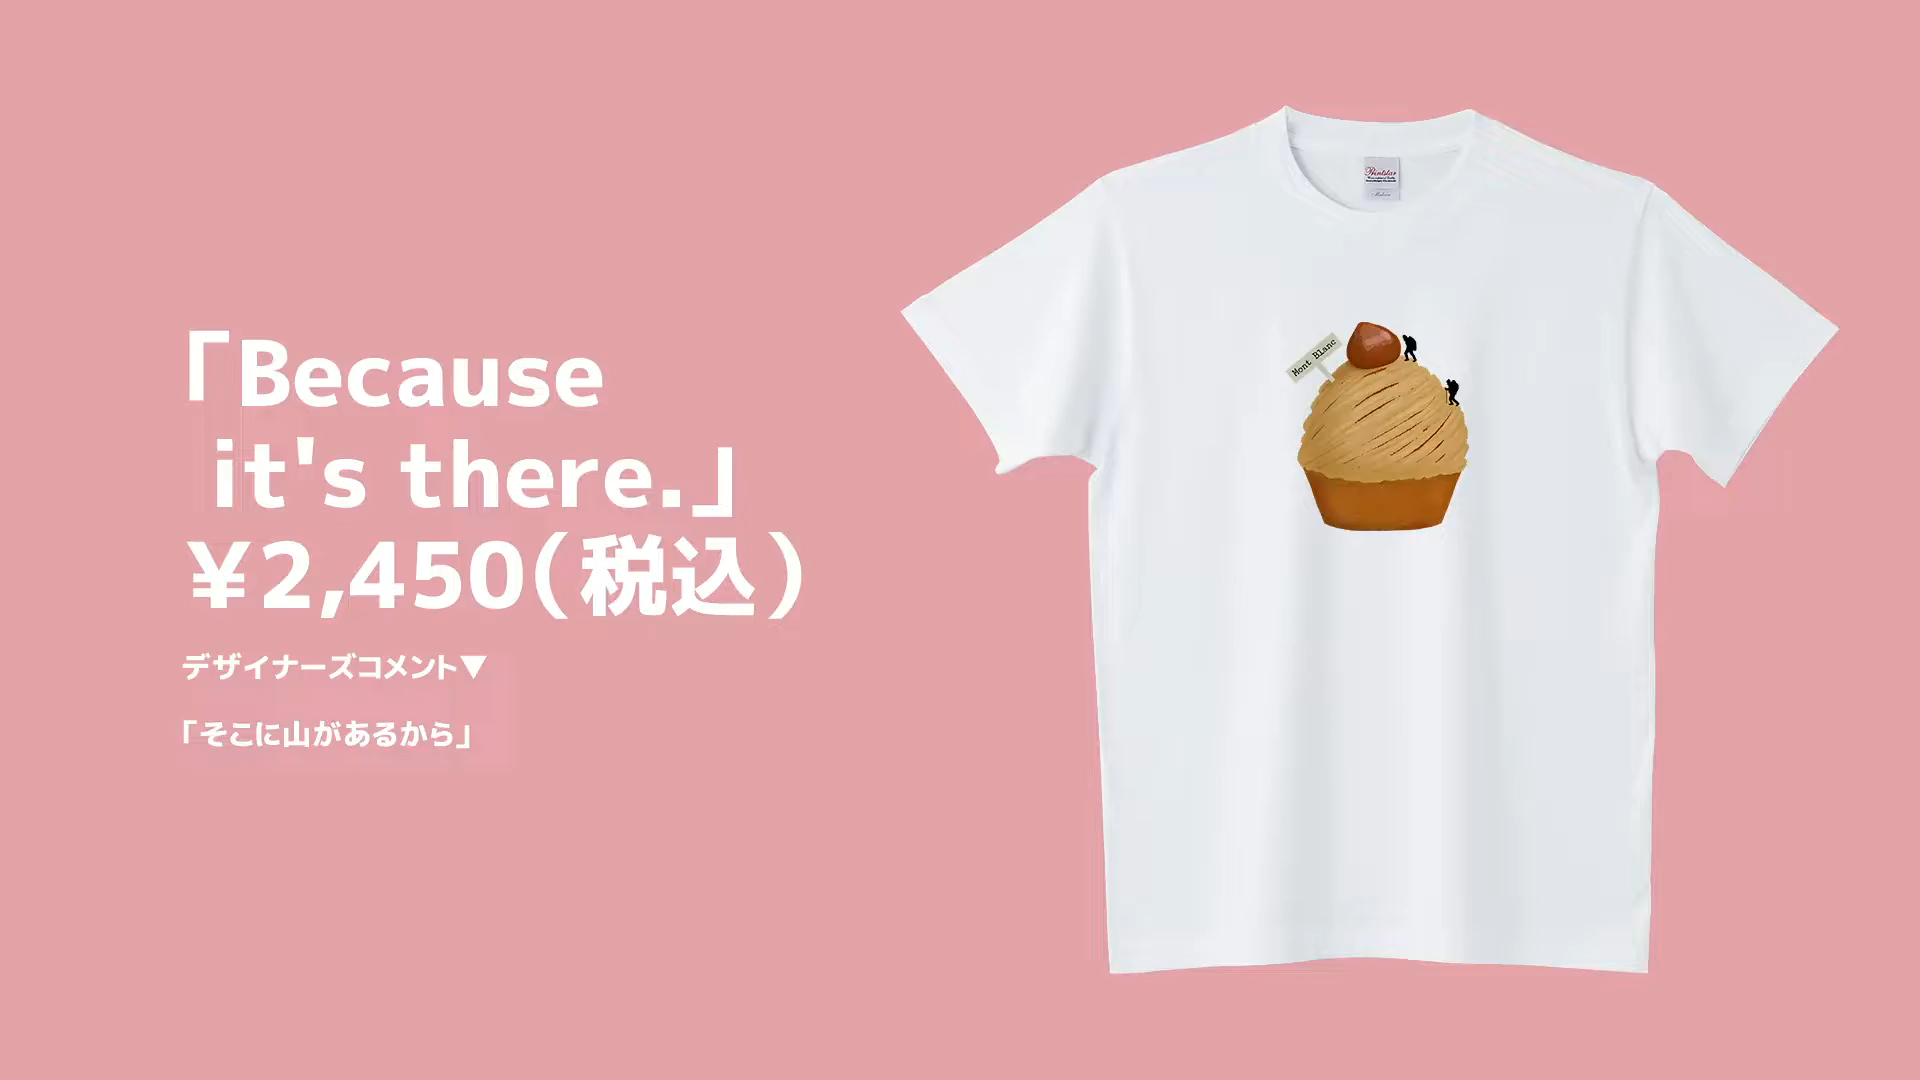 「Because
it's there.」
¥2,450(税込)
デザイナーズコメント▼
「そこに山があるから」
Printstar
Mont Blanc